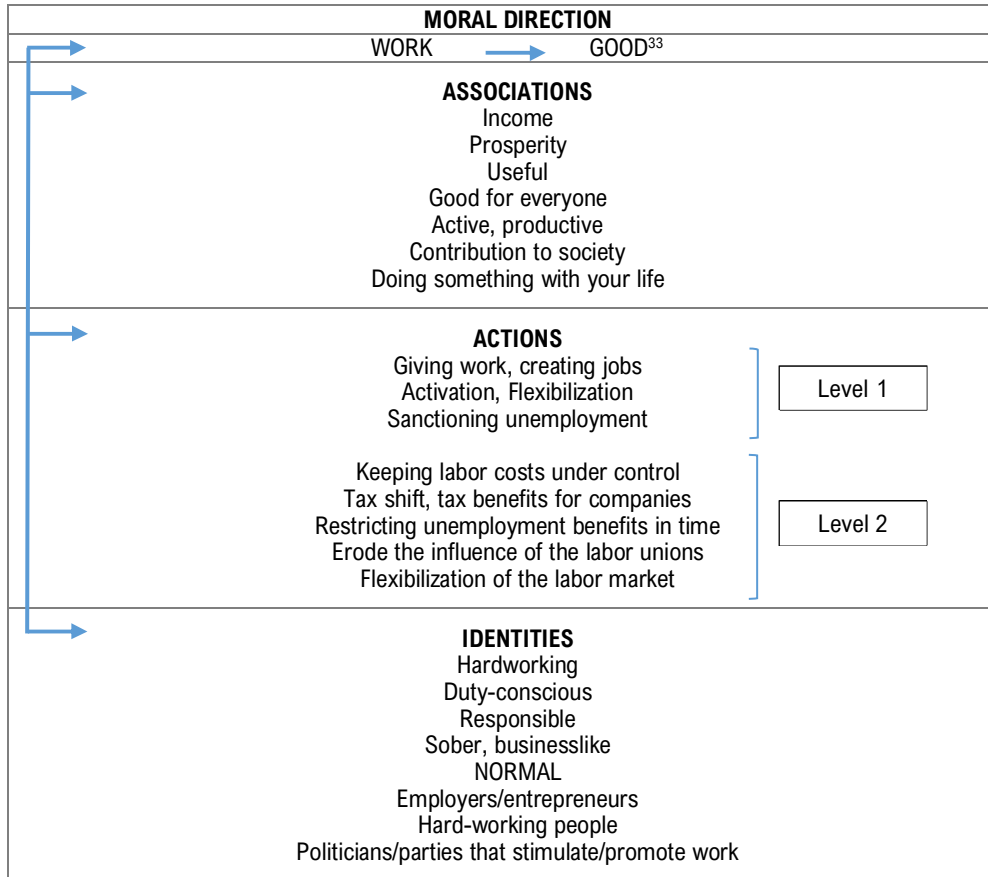 MORAL DIRECTION
WORK GOOD³³
ASSOCIATIONS
Income
Prosperity
Useful
Good for everyone
Active, productive
Contribution to society
Doing something with your life
ACTIONS
Giving work, creating jobs
Activation, Flexibilization
Sanctioning unemployment
Level 1
Keeping labor costs under control
Tax shift, tax benefits for companies
Restricting unemployment benefits in time
Erode the influence of the labor unions
Flexibilization of the labor market
Level 2
IDENTITIES
Hardworking
Duty-conscious
Responsible
Sober, businesslike
NORMAL
Employers/entrepreneurs
Hard-working people
Politicians/parties that stimulate/promote work